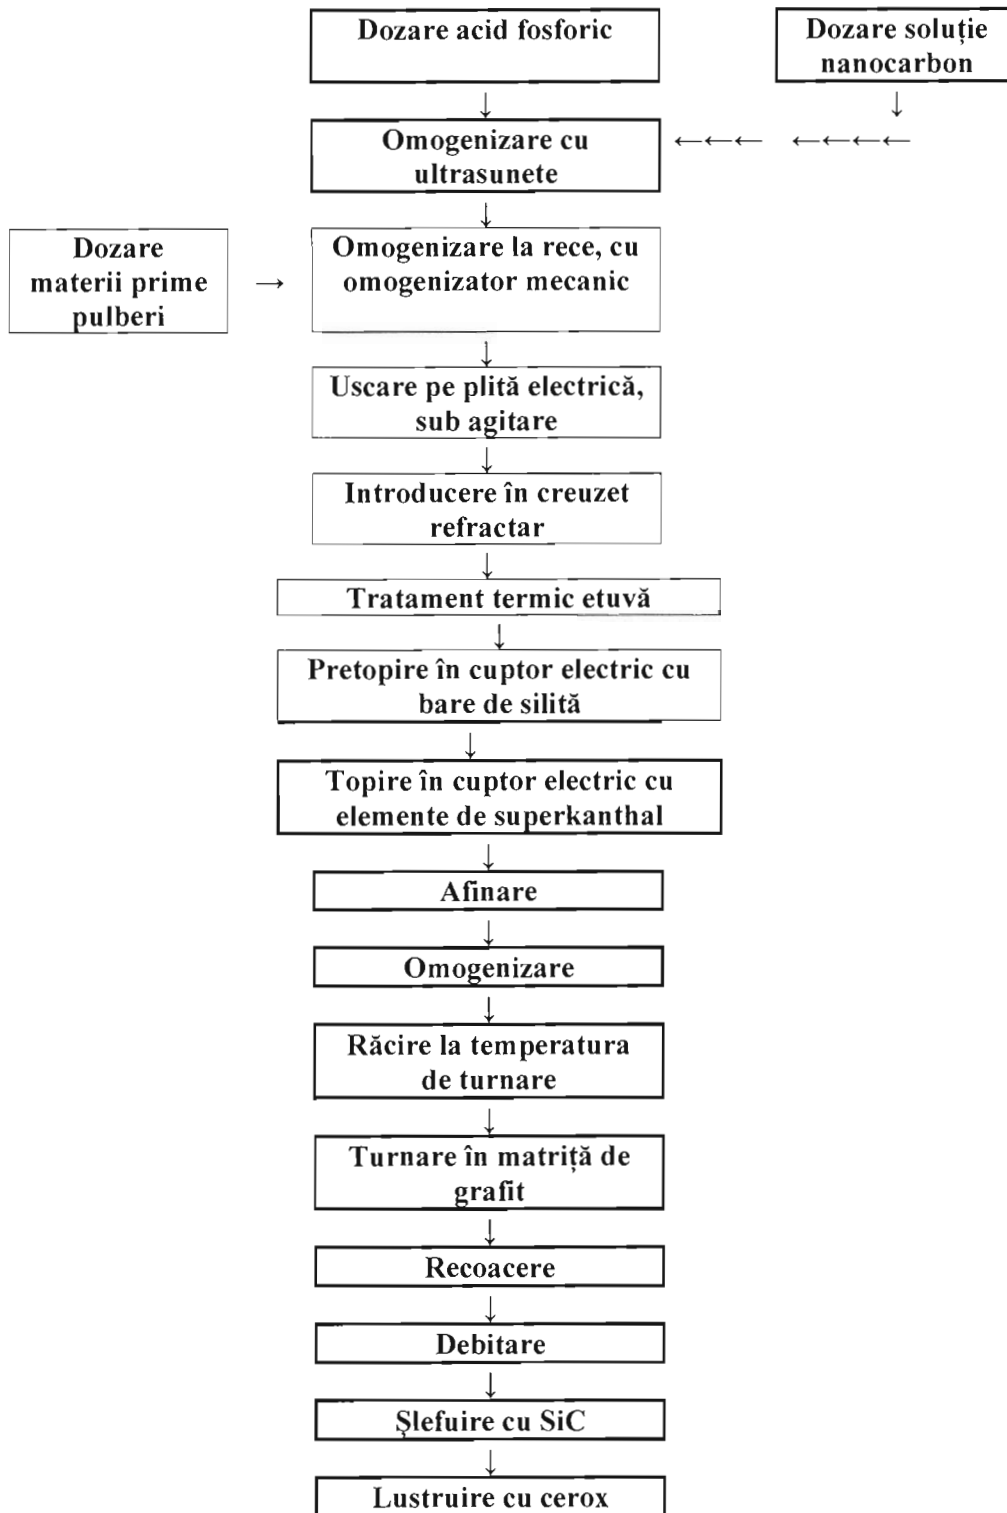 Dozare acid fosforic
Dozare soluție
nanocarbon
Omogenizare cu
ultrasunete
Dozare
materii prime
pulberi
Omogenizare la rece, cu
omogenizator mecanic
Uscare pe plită electrică,
sub agitare
Introducere în creuzet
refractar
Tratament termic etuvă
Pretopire în cuptor electric cu
bare de silită
Topire în cuptor electric cu
elemente de superkanthal
Afinare
Omogenizare
Răcire la temperatura
de turnare
Turnare în matriță de
grafit
Recoacere
Debitare
Şlefuire cu SiC
Lustruire cu cerox